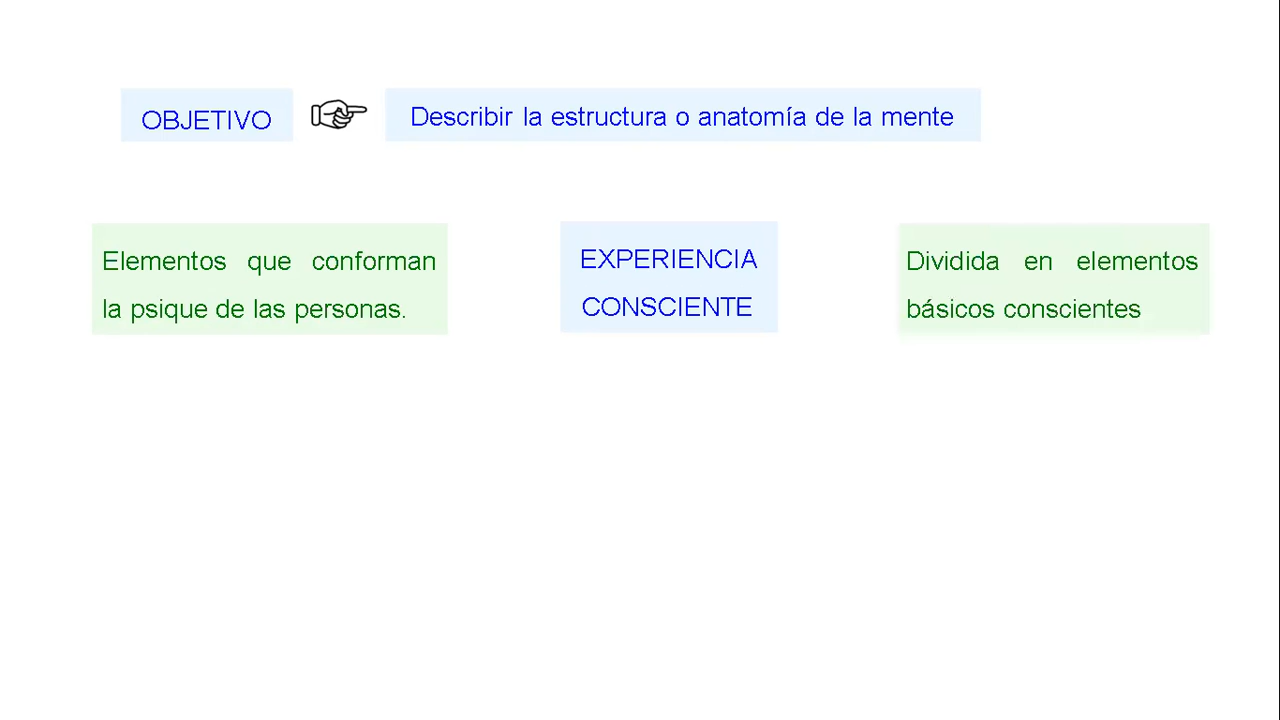 OBJETIVO
Describir la estructura o anatomía de la mente
Elementos que conforman
la psique de las personas.
EXPERIENCIA
CONSCIENTE
Dividida en elementos
básicos conscientes